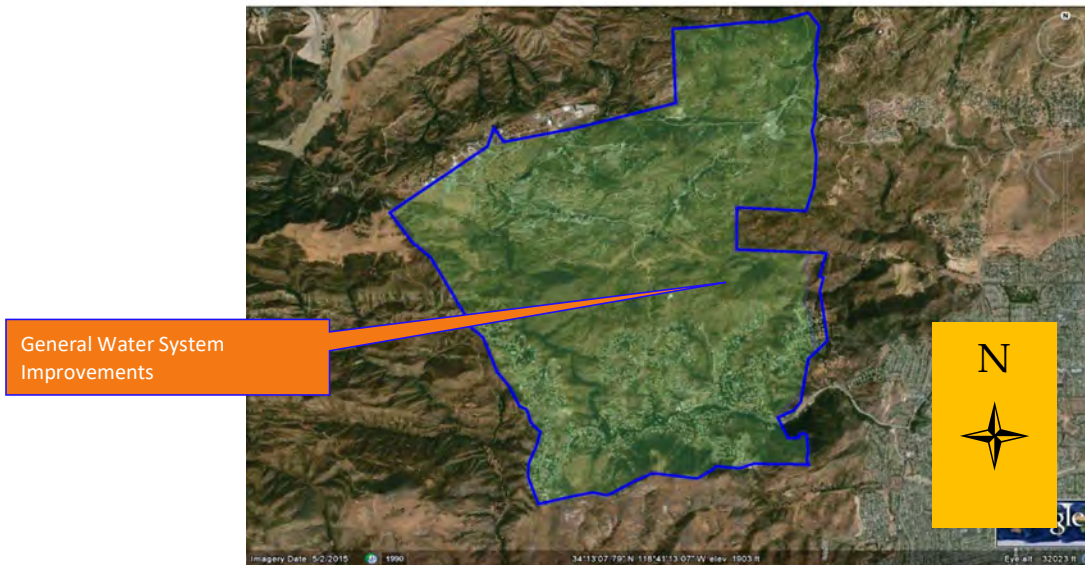 N
General Water System
Improvements
N
gle
Imagery Date 5/2/2015 1990 34°13'07.79" N 118°41'13.07" W elev 1903 ft Eye alt 32023 ft